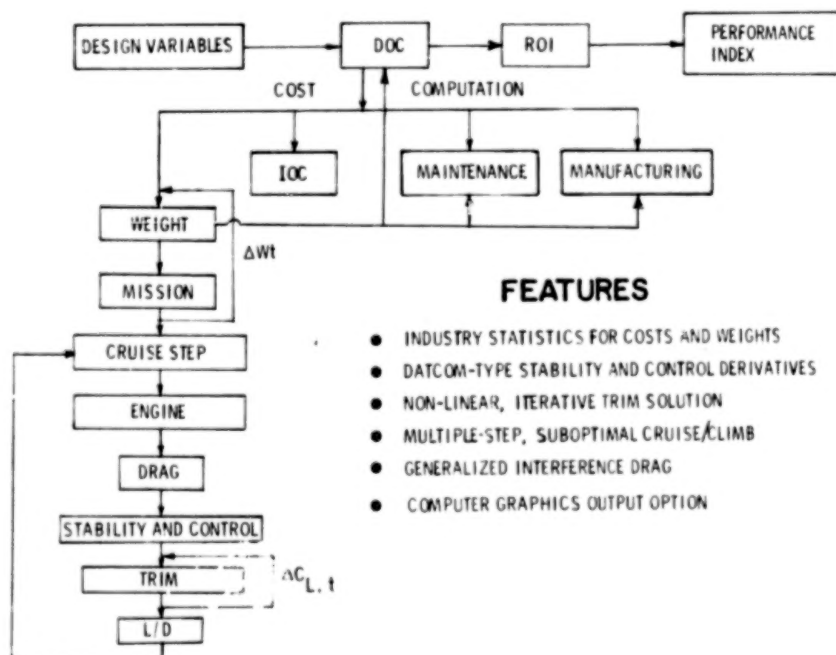 DESIGN VARIABLES
DOC
ROI
PERFORMANCE
INDEX
COST
COMPUTATION
IOC
MAINTENANCE
MANUFACTURING
WEIGHT
ΔWt
MISSION
CRUISE STEP
ENGINE
DRAG
STABILITY AND CONTROL
TRIM
ΔC L, t
L/D
FEATURES
● INDUSTRY STATISTICS FOR COSTS AND WEIGHTS
● DATCOM-TYPE STABILITY AND CONTROL DERIVATIVES
● NON-LINEAR, ITERATIVE TRIM SOLUTION
● MULTIPLE-STEP, SUBOPTIMAL CRUISE/CLIMB
● GENERALIZED INTERFERENCE DRAG
● COMPUTER GRAPHICS OUTPUT OPTION